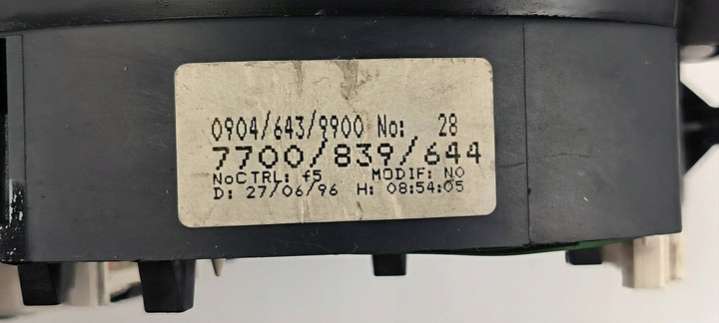 0904/643/9900 No: 28
7700/839/644
NoCTRL: f5 MODIF: NO
D: 27/06/96 H: 08:54:05